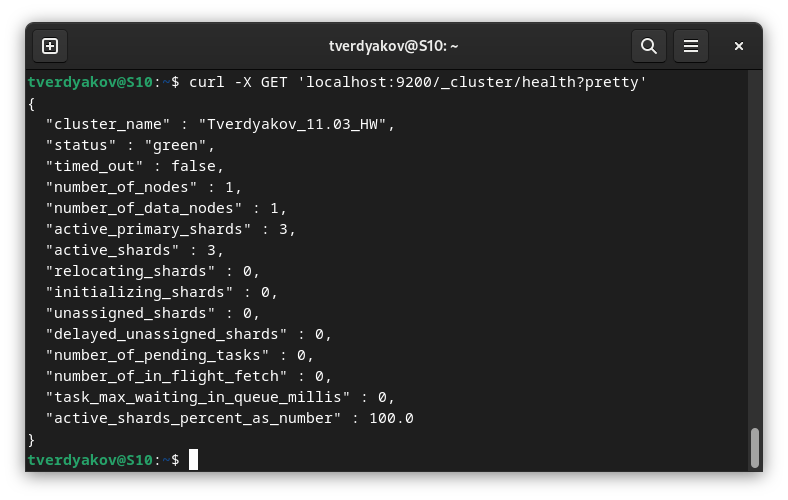 tverdyakov@S10: ~
tverdyakov@S10:~$ curl -X GET 'localhost:9200/_cluster/health?pretty'
{
  "cluster_name" : "Tverdyakov_11.03_HW",
  "status" : "green",
  "timed_out" : false,
  "number_of_nodes" : 1,
  "number_of_data_nodes" : 1,
  "active_primary_shards" : 3,
  "active_shards" : 3,
  "relocating_shards" : 0,
  "initializing_shards" : 0,
  "unassigned_shards" : 0,
  "delayed_unassigned_shards" : 0,
  "number_of_pending_tasks" : 0,
  "number_of_in_flight_fetch" : 0,
  "task_max_waiting_in_queue_millis" : 0,
  "active_shards_percent_as_number" : 100.0
}
tverdyakov@S10:~$